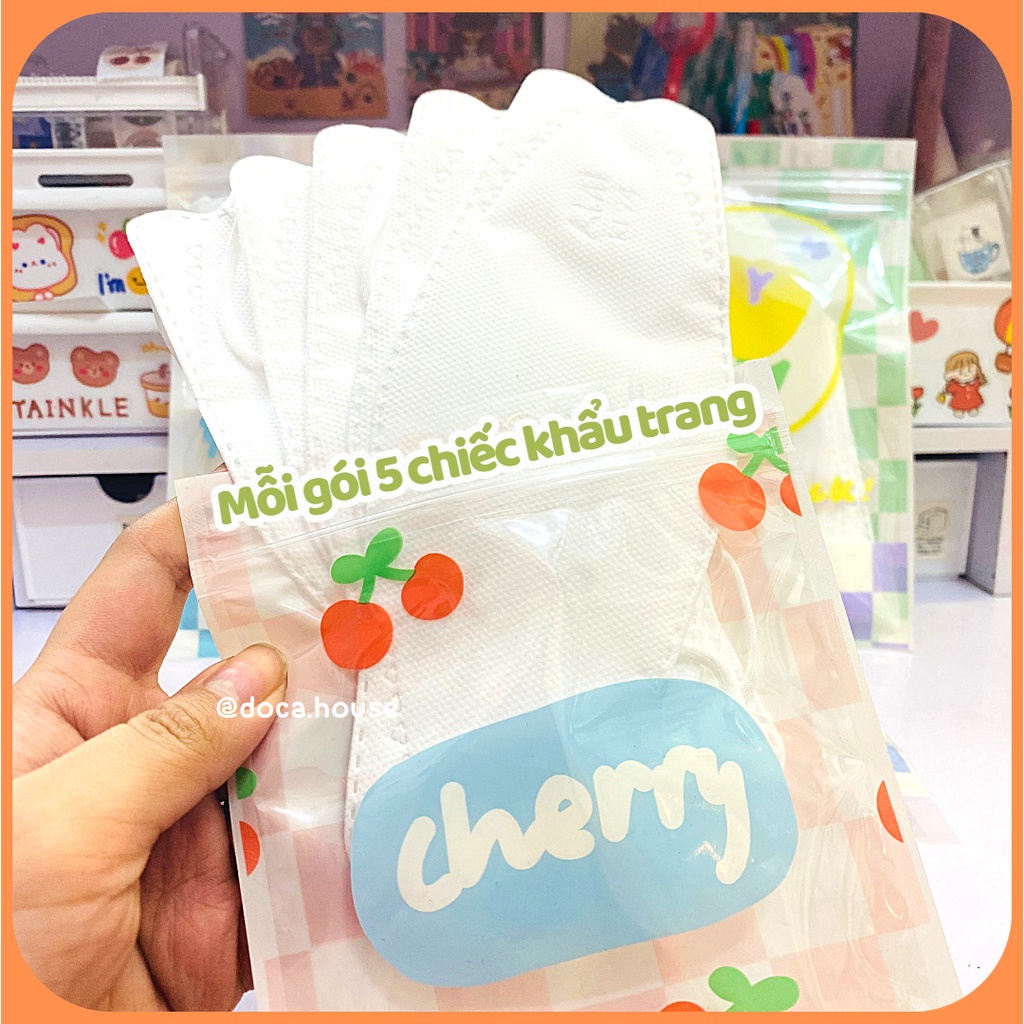 Mỗi gói 5 chiếc khẩu trang
@doca.house
cherry
I'm
TAINKLE
Y